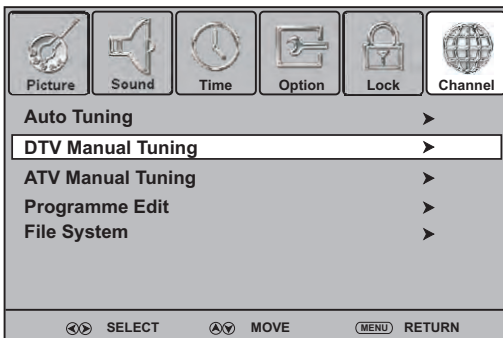 Picture Sound Time Option Lock Channel
Auto Tuning
DTV Manual Tuning
ATV Manual Tuning
Programme Edit
File System
SELECT MOVE MENU RETURN